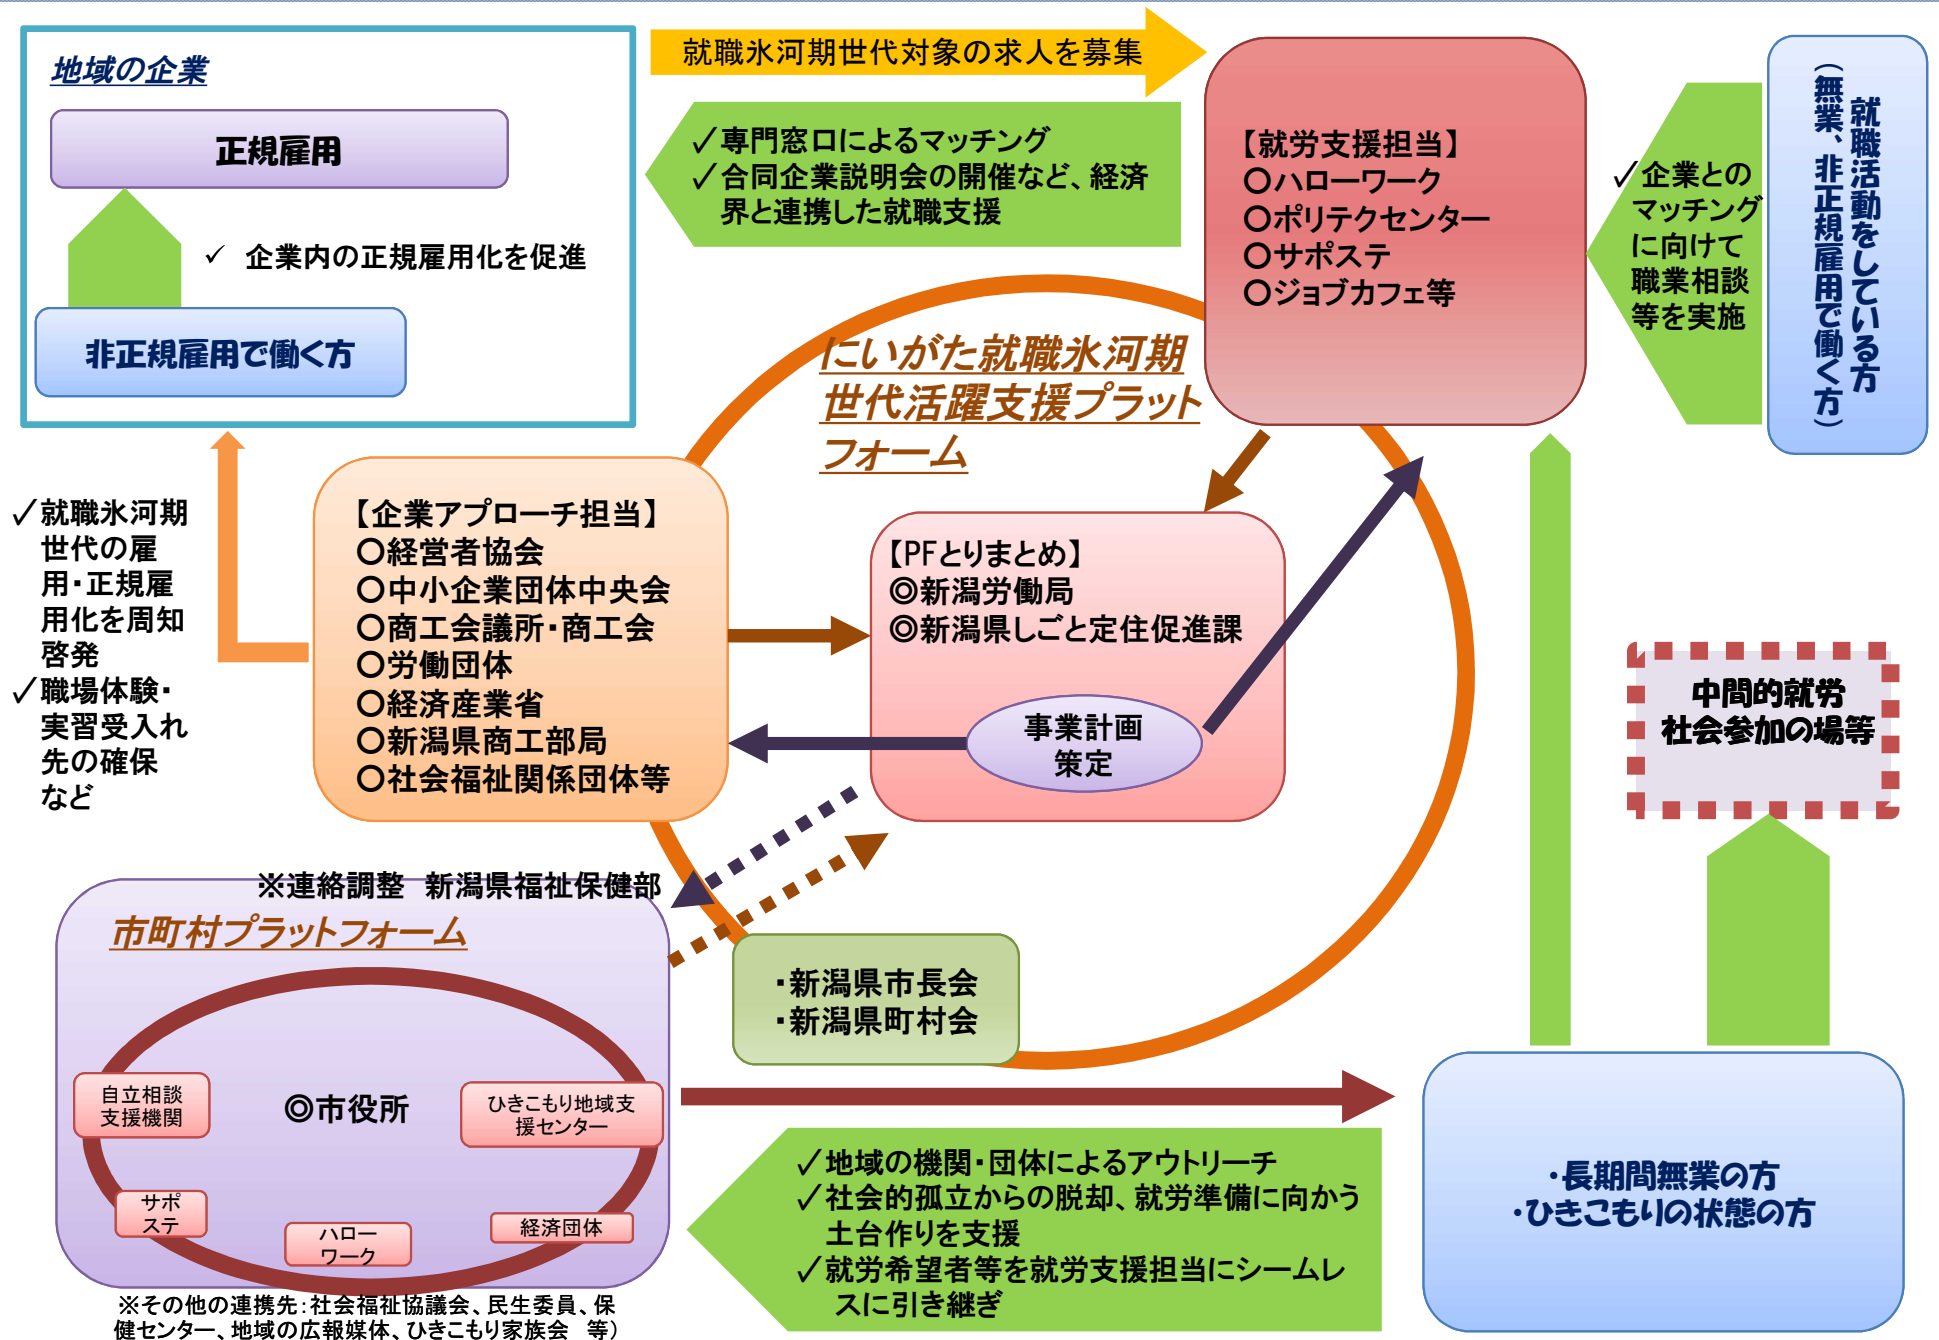 地域の企業
正規雇用
✓ 企業内の正規雇用化を促進
非正規雇用で働く方
就職氷河期世代対象の求人を募集
✓専門窓口によるマッチング
✓合同企業説明会の開催など、経済
界と連携した就職支援
【就労支援担当】
〇ハローワーク
〇ポリテクセンター
〇サポステ
〇ジョブカフェ等
✓企業との
マッチング
に向けて
職業相談
等を実施
就職活動をしている方
（無業、非正規雇用で働く方）
にいがた就職氷河期
世代活躍支援プラット
フォーム
✓就職氷河期
世代の雇
用・正規雇
用化を周知
啓発
✓職場体験・
実習受入れ
先の確保
など
【企業アプローチ担当】
〇経営者協会
〇中小企業団体中央会
〇商工会議所・商工会
〇労働団体
〇経済産業省
〇新潟県商工部局
〇社会福祉関係団体等
【PFとりまとめ】
◎新潟労働局
◎新潟県しごと定住促進課
事業計画
策定
中間的就労
社会参加の場等
※連絡調整 新潟県福祉保健部
市町村プラットフォーム
自立相談
支援機関
◎市役所
ひきこもり地域支
援センター
サポ
ステ
ハロー
ワーク
経済団体
※その他の連携先：社会福祉協議会、民生委員、保
健センター、地域の広報媒体、ひきこもり家族会 等）
・新潟県市長会
・新潟県町村会
✓地域の機関・団体によるアウトリーチ
✓社会的孤立からの脱却、就労準備に向かう
土台作りを支援
✓就労希望者等を就労支援担当にシームレ
スに引き継ぎ
・長期間無業の方
・ひきこもりの状態の方